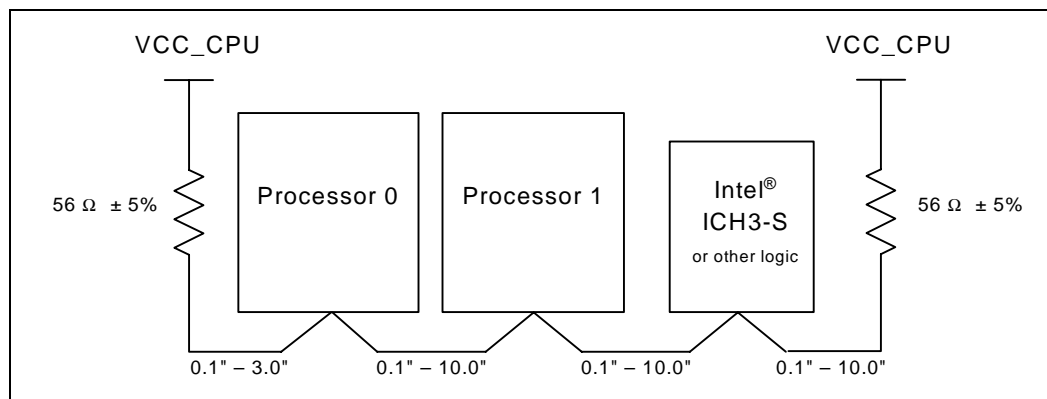 VCC_CPU
VCC_CPU
56 Ω ± 5%
Processor 0
Processor 1
Intel®
ICH3-S
or other logic
56 Ω ± 5%
0.1" – 3.0"
0.1" – 10.0"
0.1" – 10.0"
0.1" – 10.0"